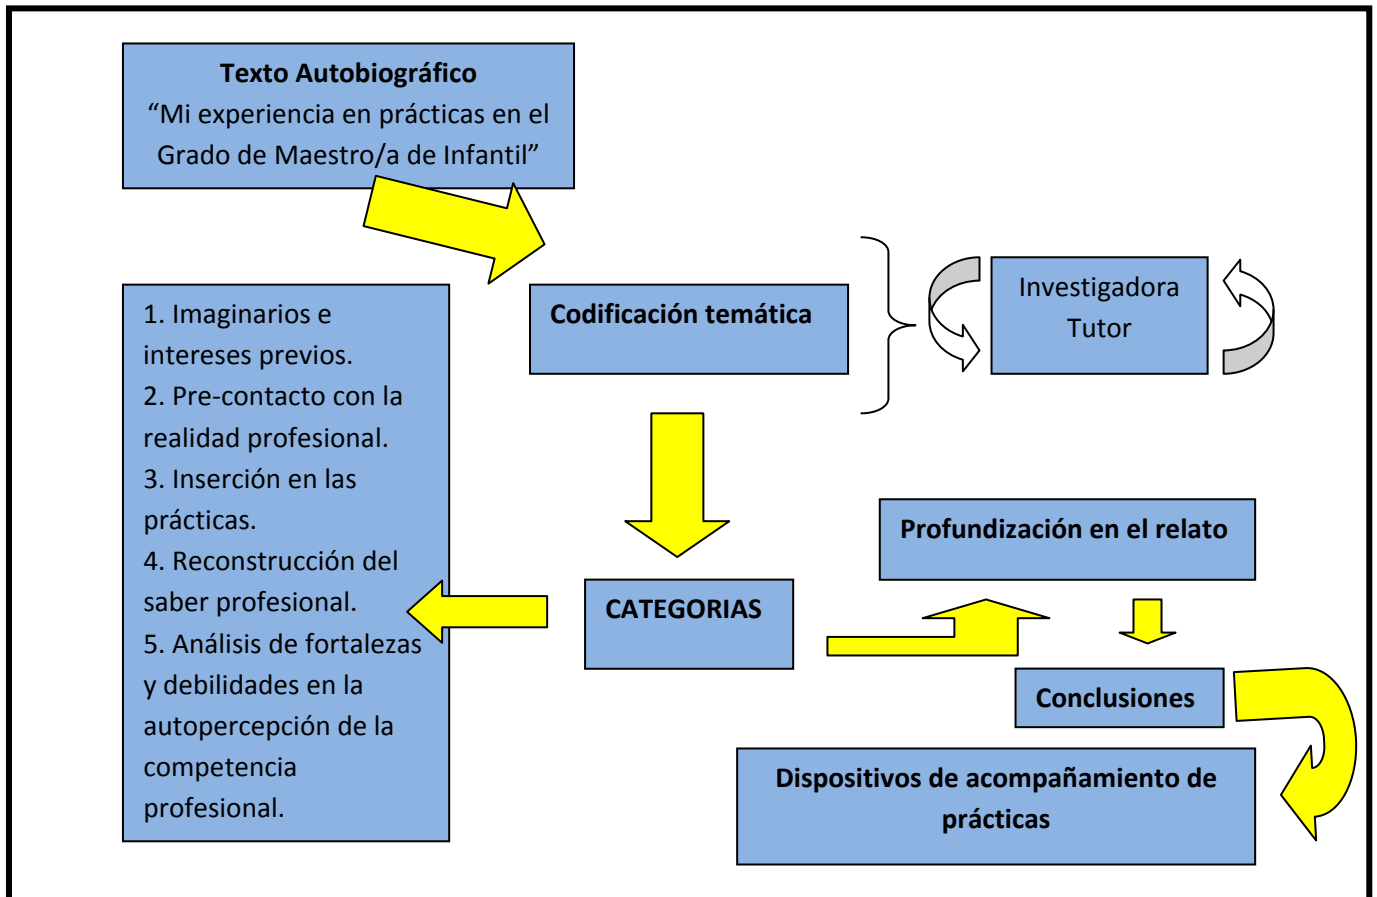 Texto Autobiográfico
“Mi experiencia en prácticas en el
Grado de Maestro/a de Infantil”
Codificación temática
Investigadora
Tutor
1. Imaginarios e
intereses previos.
2. Pre-contacto con la
realidad profesional.
3. Inserción en las
prácticas.
4. Reconstrucción del
saber profesional.
5. Análisis de fortalezas
y debilidades en la
autopercepción de la
competencia
profesional.
CATEGORIAS
Profundización en el relato
Conclusiones
Dispositivos de acompañamiento de
prácticas